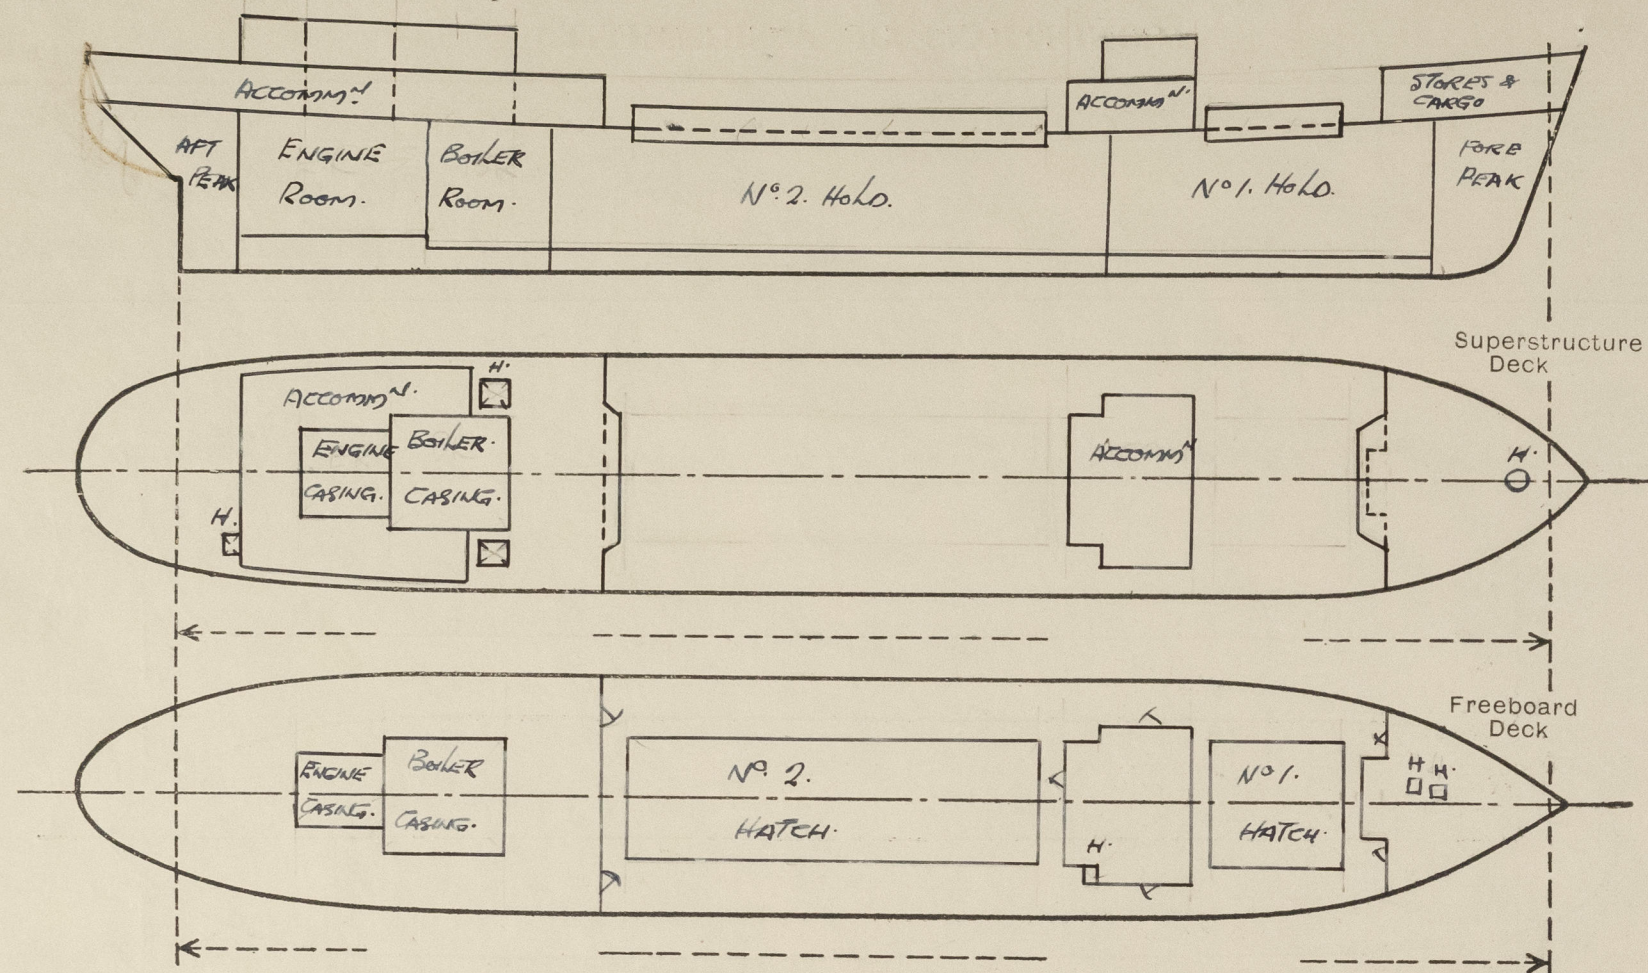 ACCOMMN.
ACCOMMN.
STORES &
CARGO
AFT
PEAK
ENGINE
ROOM.
BOILER
ROOM.
No. 2. HOLD.
No 1. HOLD.
FORE
PEAK
Superstructure
Deck
ACCOMMN.
H.
ENGINE
CASING.
BOILER.
CASING.
H.
ACCOMMN
H.
Freeboard
Deck
ENGINE
CASING.
BOILER
CASING.
No. 2.
HATCH.
H.
No 1.
HATCH.
H H.